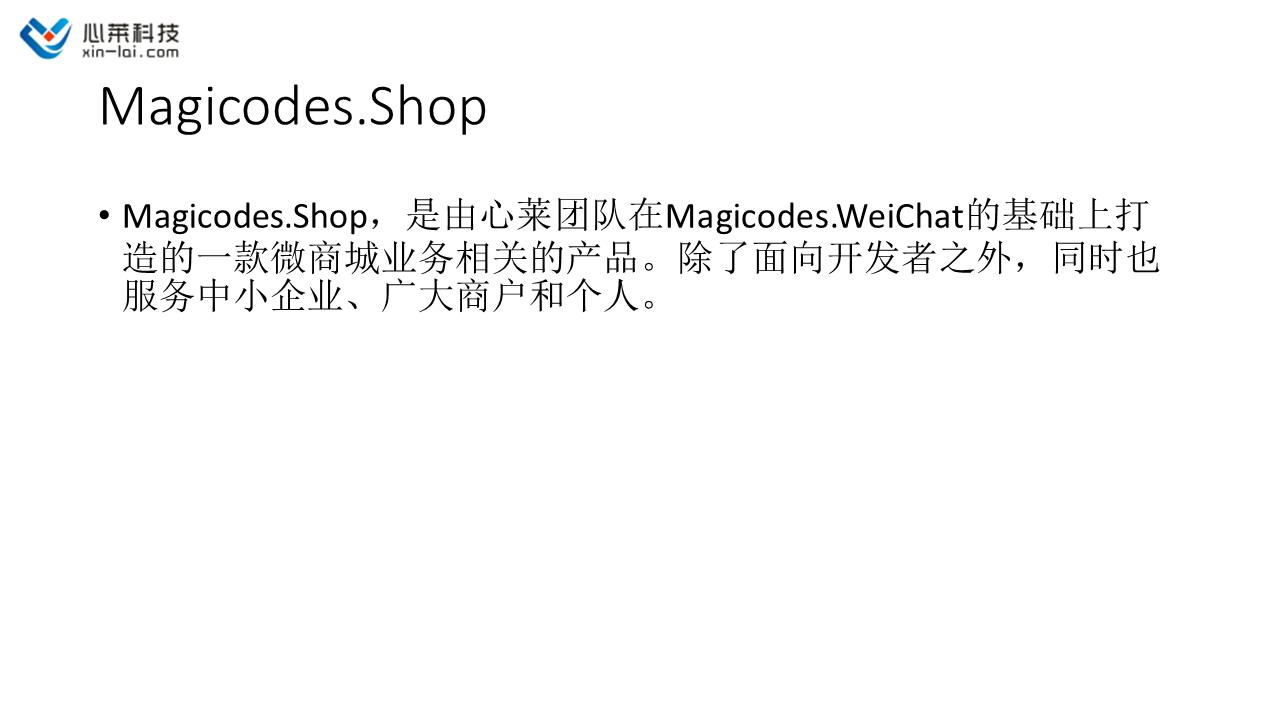 心莱科技
xin-lai.com
Magicodes.Shop
• Magicodes.Shop，是由心莱团队在Magicodes.WeiChat的基础上打
造的一款微商城业务相关的产品。除了面向开发者之外，同时也
服务中小企业、广大商户和个人。